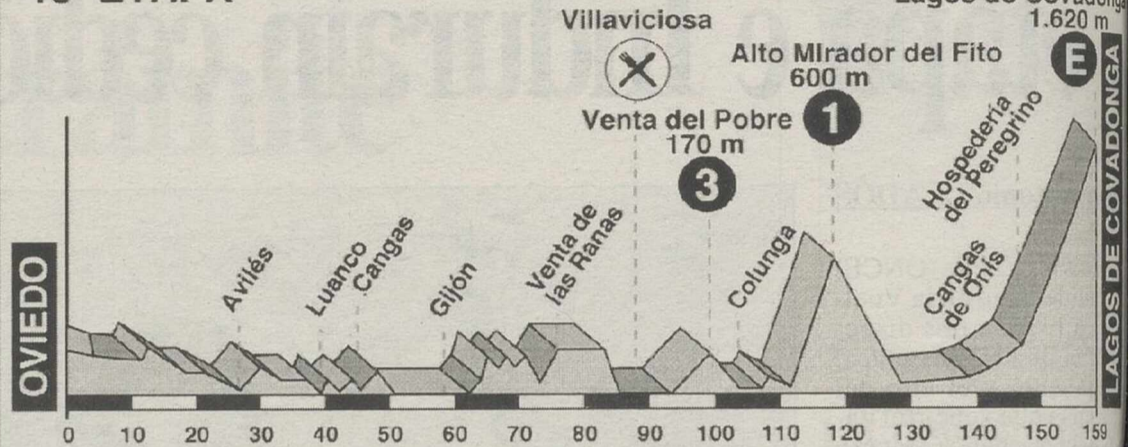 1.620 m
Villaviciosa
E
Alto MIrador del Fito
600 m
1
Venta del Pobre
170 m
3
OVIEDO
Avilés
Luanco
Cangas
Gijón
Venta de
las Ranas
Colunga
Hospedería
del Peregrino
Cangas
de Onís
LAGOS DE COVADONGA
0 10 20 30 40 50 60 70 80 90 100 110 120 130 140 150 159